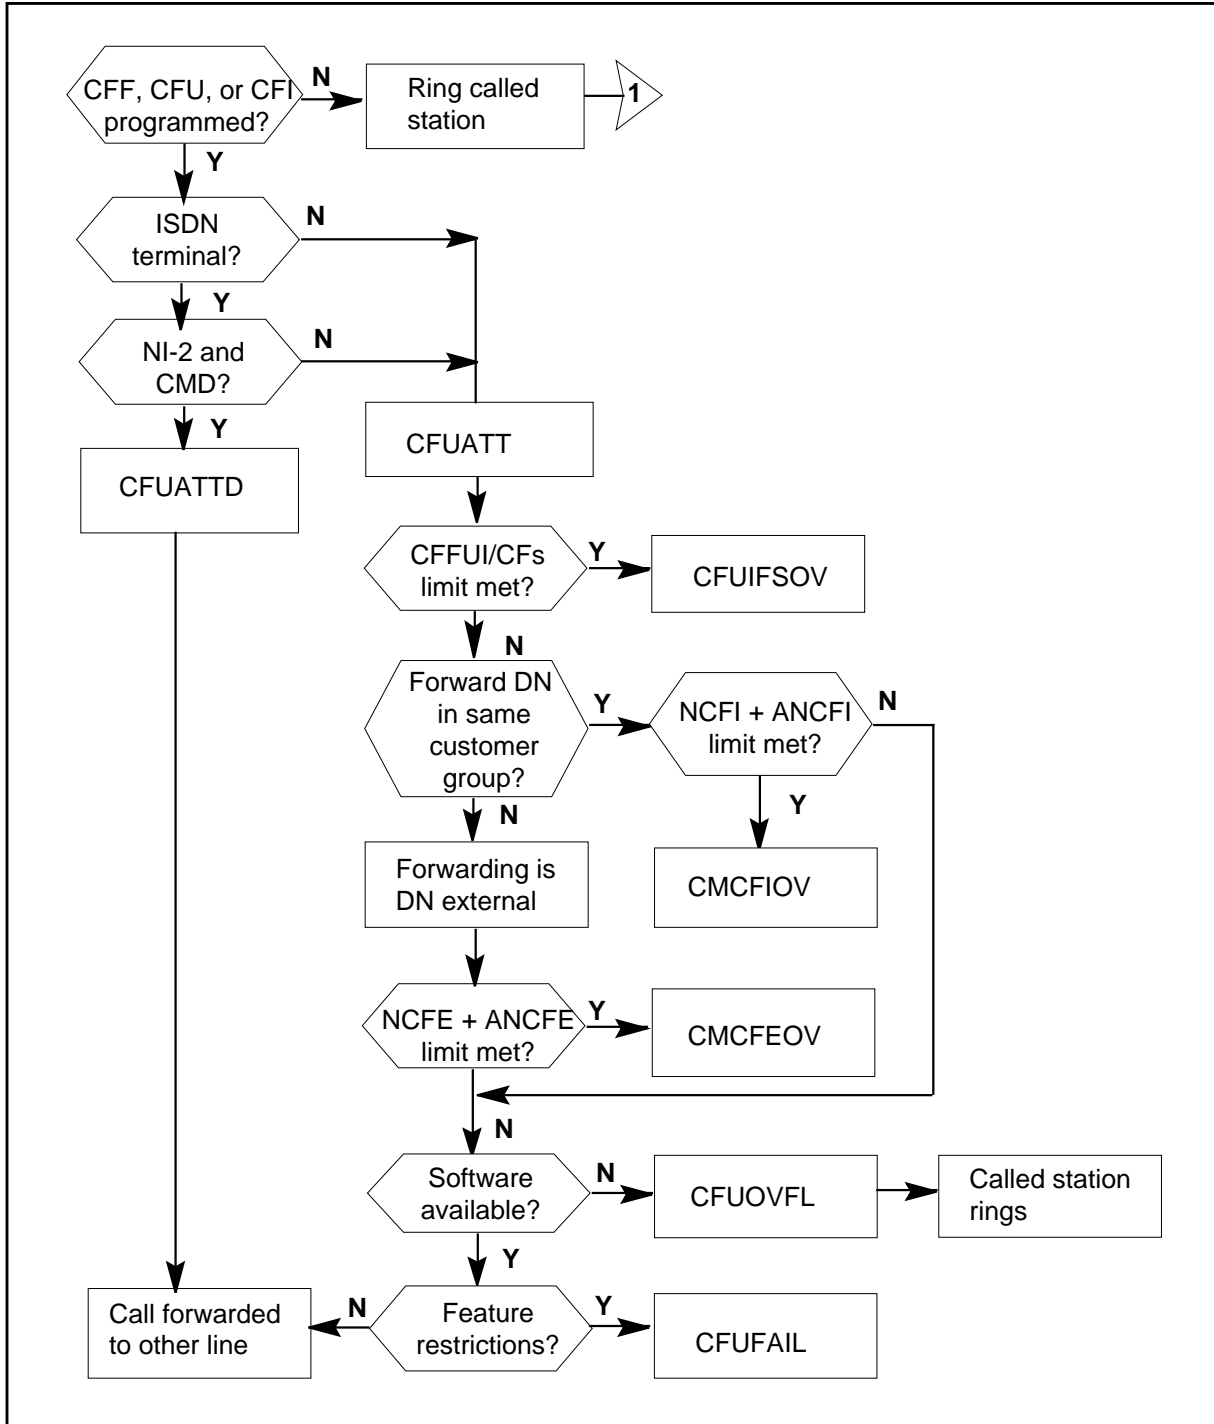 CFF, CFU, or CFI
programmed?
N
Ring called
station
1
Y
ISDN
terminal?
N
Y
NI-2 and
CMD?
N
Y
CFUATTD
CFUATT
CFFUI/CFs
limit met?
Y
CFUIFSOV
N
Forward DN
in same
customer
group?
Y
NCFI + ANCFI
limit met?
N
Y
CMCFIOV
N
Forwarding is
DN external
NCFE + ANCFE
limit met?
Y
CMCFEOV
N
Software
available?
N
CFUOVFL
Called station
rings
Y
Feature
restrictions?
N
Call forwarded
to other line
Y
CFUFAIL